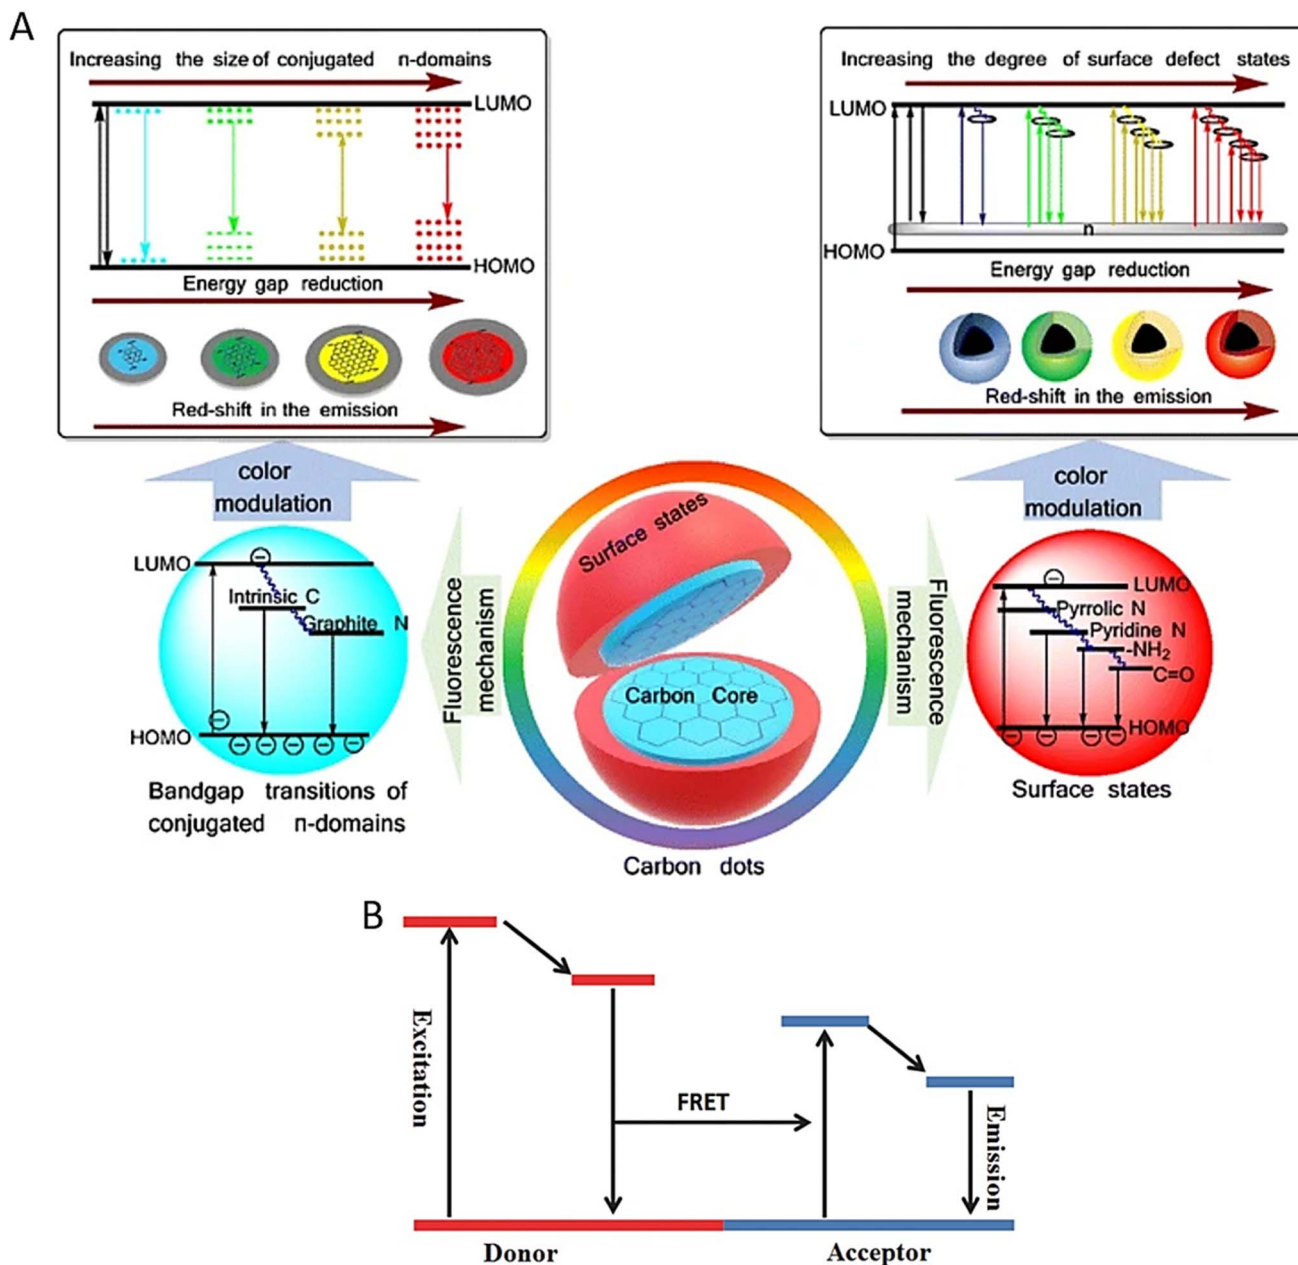 A
Increasing the size of conjugated п-domains
LUMO
HOMO
Energy gap reduction
Red-shift in the emission
Increasing the degree of surface defect states
LUMO
n
HOMO
Energy gap reduction
Red-shift in the emission
color
modulation
color
modulation
LUMO
Intrinsic C
Graphite N
HOMO
Bandgap transitions of
conjugated п-domains
Fluorescence
mechanism
Surface states
Carbon Core
Carbon dots
Fluorescence
mechanism
LUMO
Pyrrolic N
Pyridine N
-NH2
C=O
HOMO
Surface states
B
Excitation
FRET
Emission
Donor
Acceptor